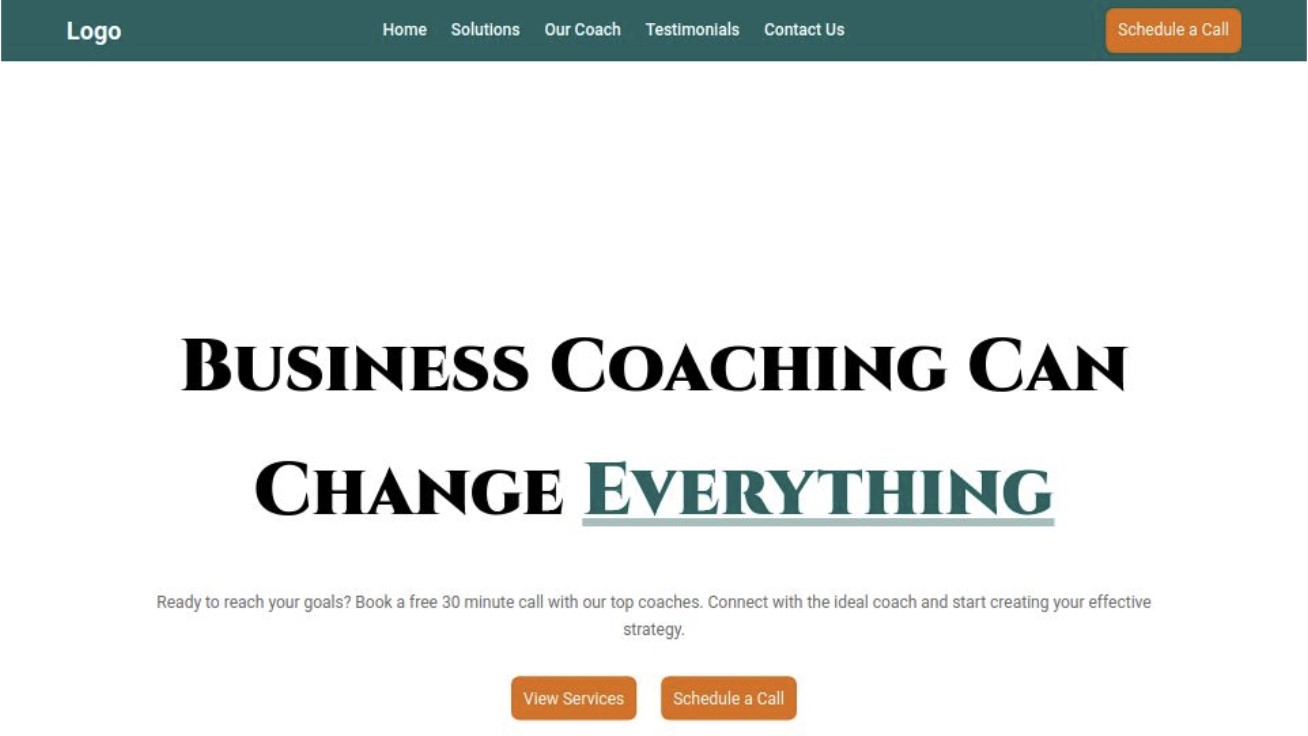 Logo
Home Solutions Our Coach Testimonials Contact Us
Schedule a Call
Business Coaching Can
Change Everything
Ready to reach your goals? Book a free 30 minute call with our top coaches. Connect with the ideal coach and start creating your effective
strategy.
View Services Schedule a Call